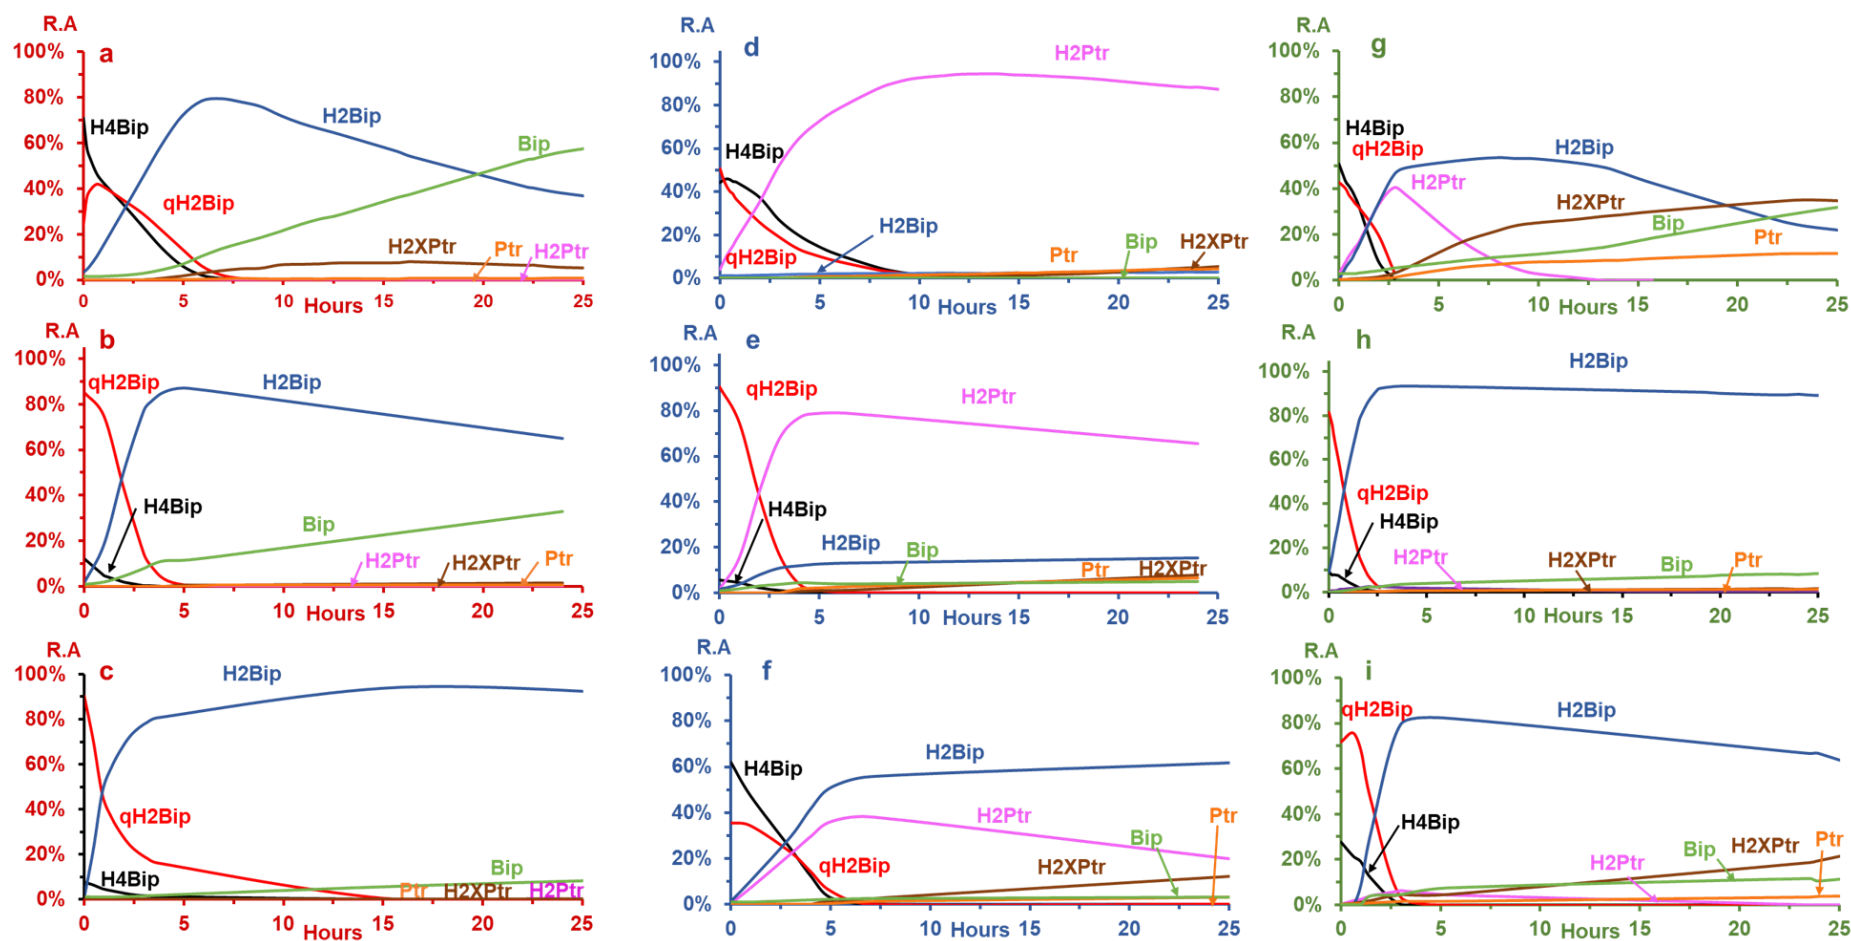 R.A
a
100%
80%
60%
40%
20%
0%
H4Bip
qH2Bip
H2Bip
Bip
H2XPtr
Ptr
H2Ptr
0 5 10 15 20 25
Hours
R.A
b
100%
80%
60%
40%
20%
0%
qH2Bip
H2Bip
H4Bip
Bip
H2Ptr
H2XPtr
Ptr
0 5 10 15 20 25
Hours
R.A
c
100%
80%
60%
40%
20%
0%
H2Bip
qH2Bip
H4Bip
Bip
Ptr
H2XPtr
H2Ptr
0 5 10 15 20 25
Hours
R.A
d
100%
80%
60%
40%
20%
0%
H2Ptr
H4Bip
qH2Bip
H2Bip
Ptr
Bip
H2XPtr
0 5 10 15 20 25
Hours
R.A
e
100%
80%
60%
40%
20%
0%
qH2Bip
H2Ptr
H4Bip
H2Bip
Bip
Ptr
H2XPtr
0 5 10 15 20 25
Hours
R.A
f
100%
80%
60%
40%
20%
0%
H4Bip
H2Bip
H2Ptr
qH2Bip
H2XPtr
Bip
Ptr
0 5 10 15 20 25
Hours
R.A
g
100%
80%
60%
40%
20%
0%
H4Bip
qH2Bip
H2Bip
H2Ptr
H2XPtr
Bip
Ptr
0 5 10 15 20 25
Hours
R.A
h
100%
80%
60%
40%
20%
0%
H2Bip
qH2Bip
H4Bip
H2Ptr
H2XPtr
Bip
Ptr
0 5 10 15 20 25
Hours
R.A
i
100%
80%
60%
40%
20%
0%
qH2Bip
H2Bip
H4Bip
H2Ptr
Bip
H2XPtr
Ptr
0 5 10 15 20 25
Hours